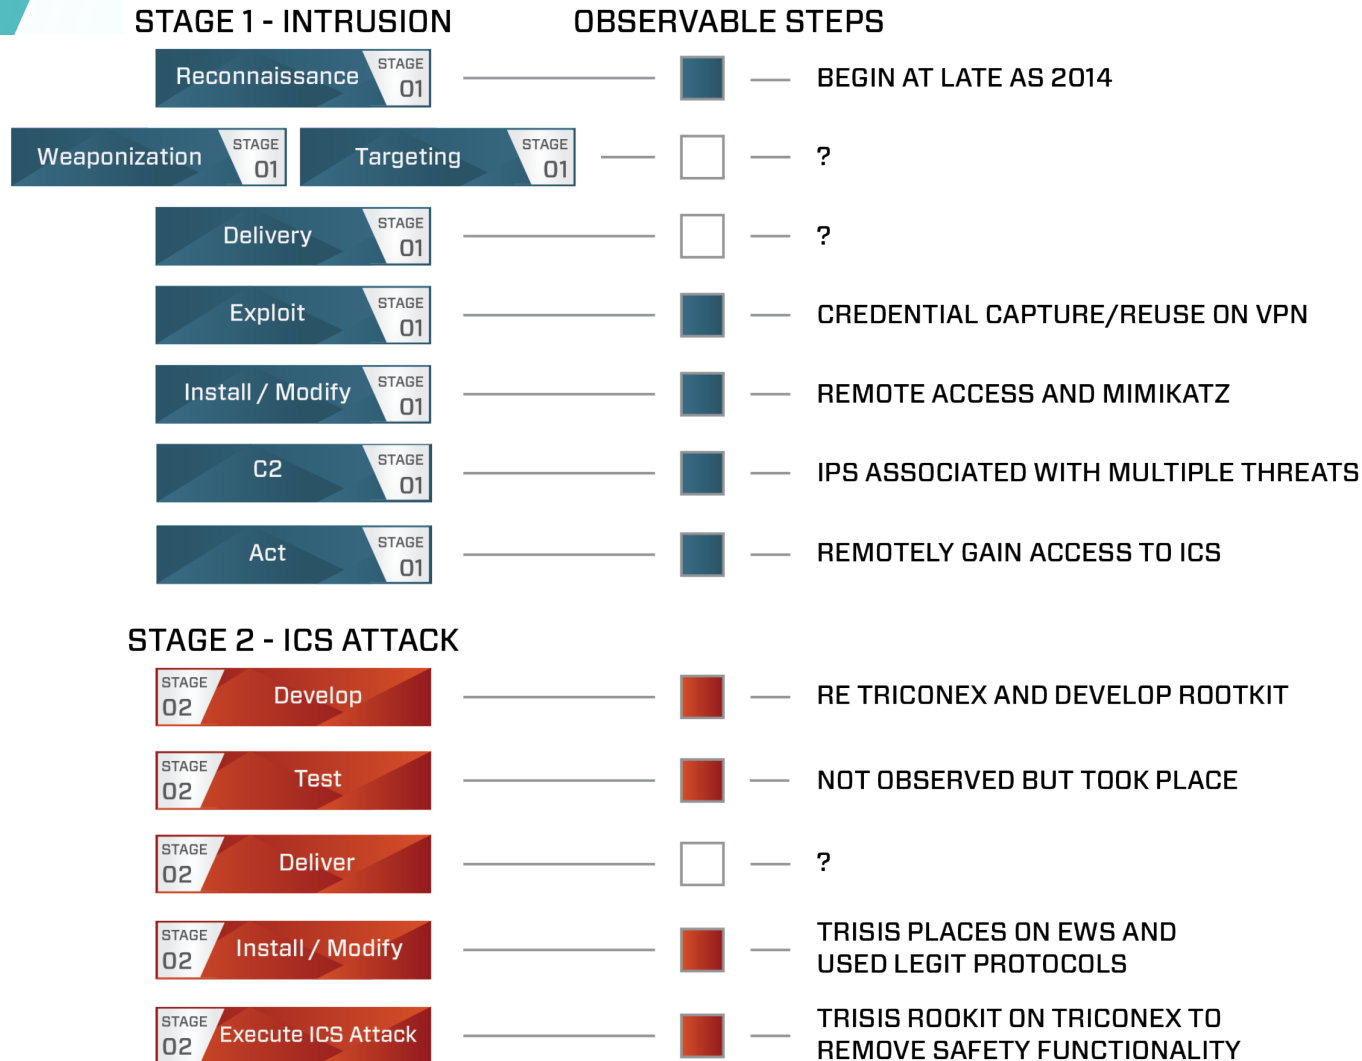 STAGE 1 - INTRUSION
OBSERVABLE STEPS
Reconnaissance
STAGE
01
BEGIN AT LATE AS 2014
Weaponization
STAGE
01
Targeting
STAGE
01
?
Delivery
STAGE
01
?
Exploit
STAGE
01
CREDENTIAL CAPTURE/REUSE ON VPN
Install / Modify
STAGE
01
REMOTE ACCESS AND MIMIKATZ
C2
STAGE
01
IPS ASSOCIATED WITH MULTIPLE THREATS
Act
STAGE
01
REMOTELY GAIN ACCESS TO ICS
STAGE 2 - ICS ATTACK
STAGE
02
Develop
RE TRICONEX AND DEVELOP ROOTKIT
STAGE
02
Test
NOT OBSERVED BUT TOOK PLACE
STAGE
02
Deliver
?
STAGE
02
Install / Modify
TRISIS PLACES ON EWS AND
USED LEGIT PROTOCOLS
STAGE
02
Execute ICS Attack
TRISIS ROOKIT ON TRICONEX TO
REMOVE SAFETY FUNCTIONALITY